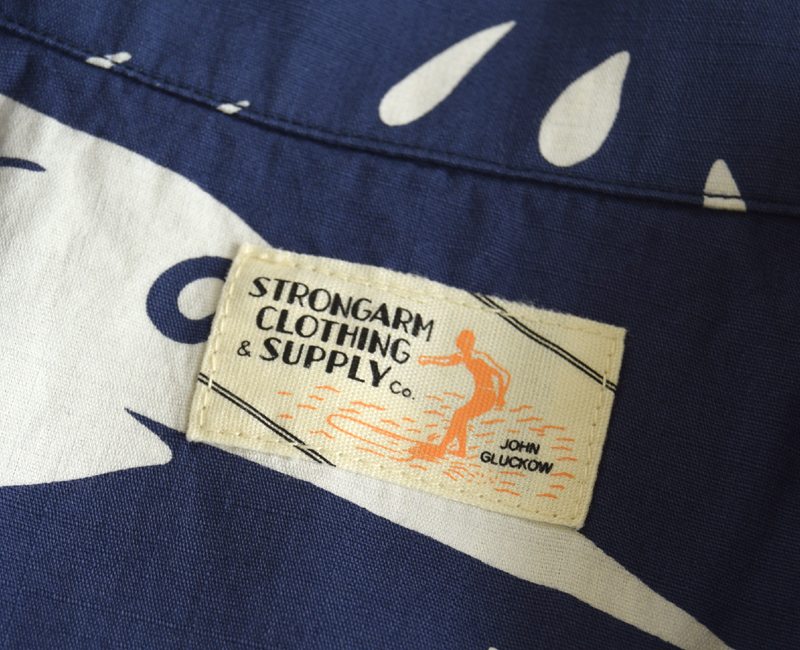 STRONGARM
CLOTHING
& SUPPLY Co.
JOHN
GLUCKOW